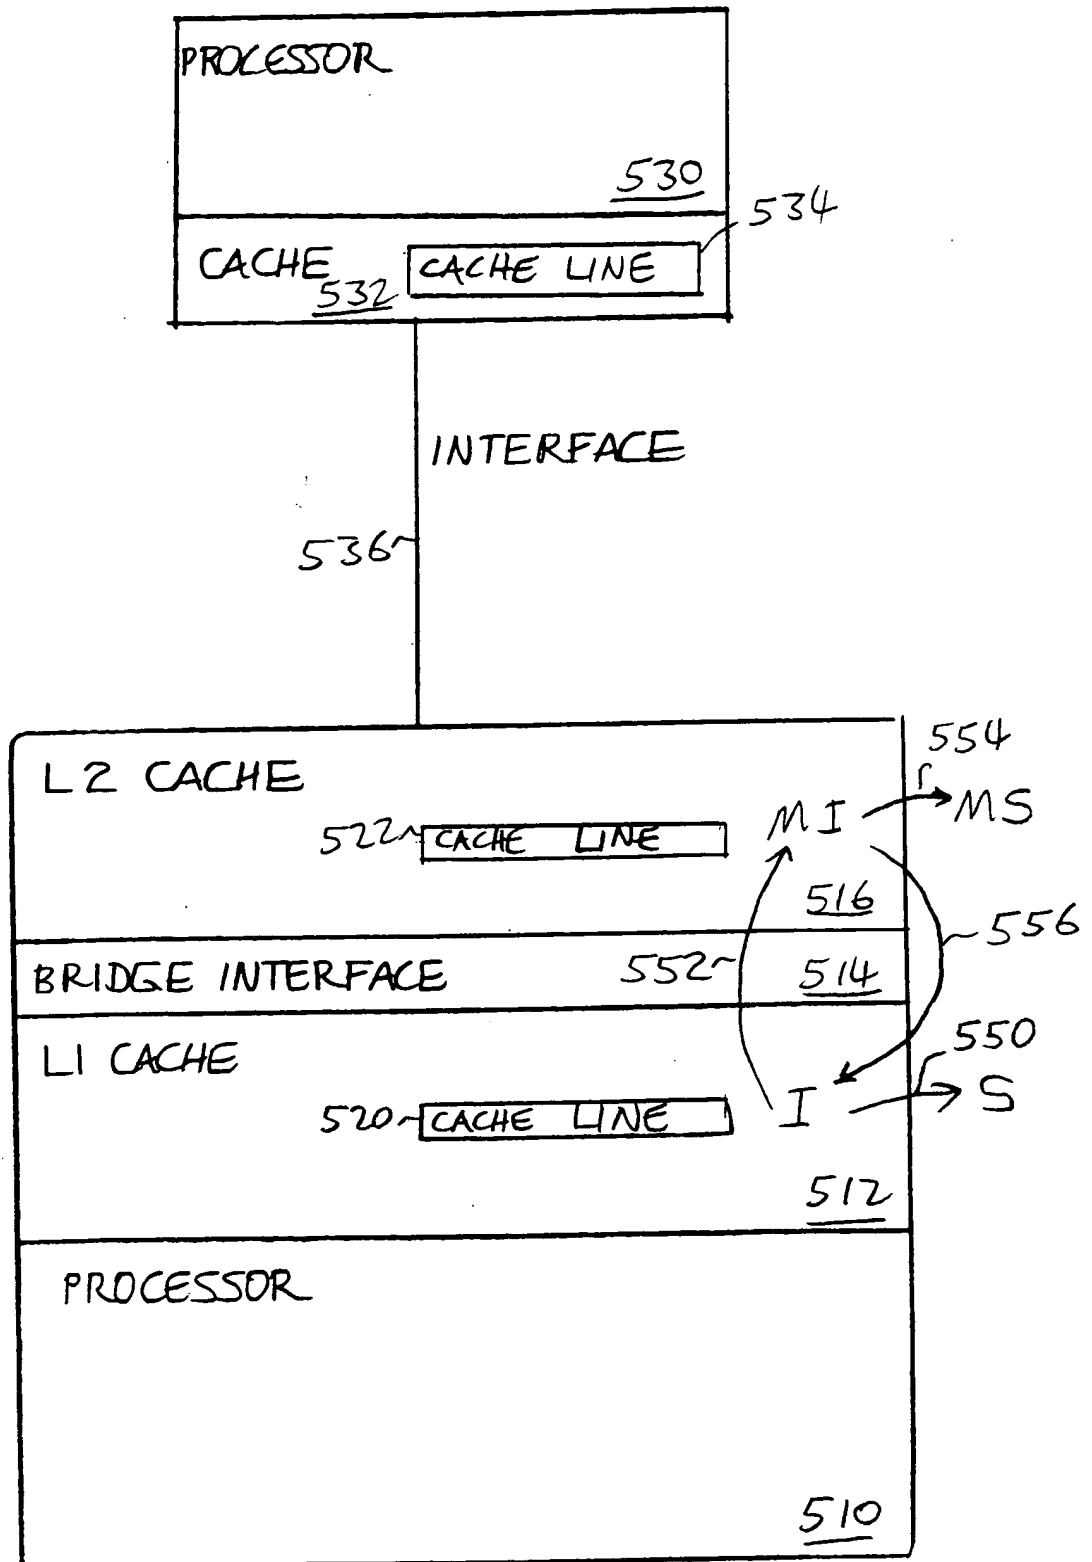 PROCESSOR
530
534
CACHE
532
CACHE LINE
INTERFACE
536
L2 CACHE
554
522
CACHE LINE
MI
MS
516
556
BRIDGE INTERFACE
552
514
L1 CACHE
550
520
CACHE LINE
I
S
512
PROCESSOR
510